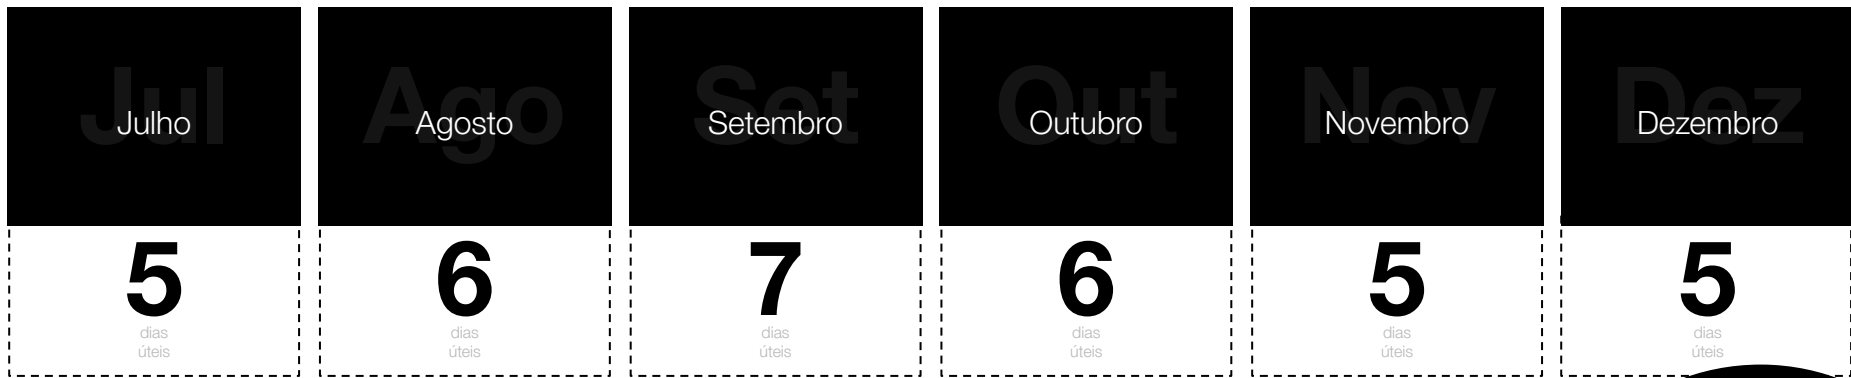 Jul
Julho
5
dias
úteis
Ago
Agosto
6
dias
úteis
Set
Setembro
7
dias
úteis
Out
Outubro
6
dias
úteis
Nov
Novembro
5
dias
úteis
Dez
Dezembro
5
dias
úteis